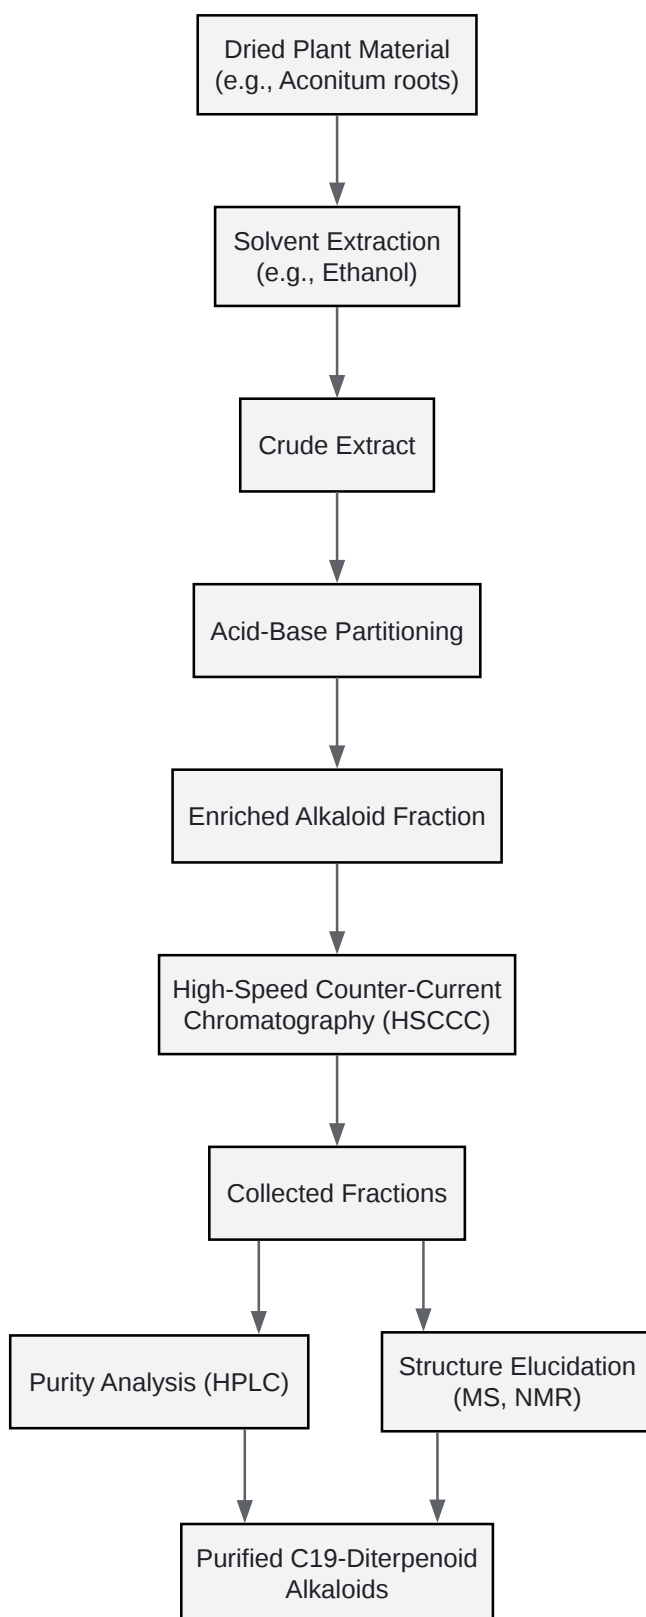 Dried Plant Material
(e.g., Aconitum roots)
Solvent Extraction
(e.g., Ethanol)
Crude Extract
Acid-Base Partitioning
Enriched Alkaloid Fraction
High-Speed Counter-Current
Chromatography (HSCCC)
Collected Fractions
Purity Analysis (HPLC)
Structure Elucidation
(MS, NMR)
Purified C19-Diterpenoid
Alkaloids